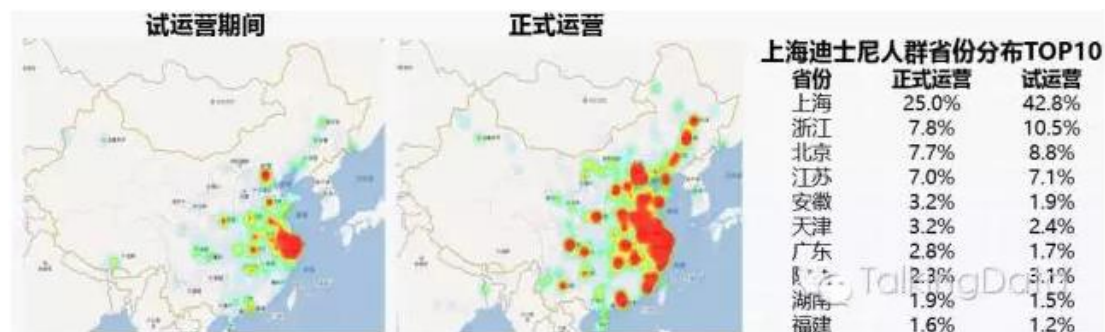 试运营期间
正式运营
上海迪士尼人群省份分布TOP10
省份 正式运营 试运营
上海 25.0% 42.8%
浙江 7.8% 10.5%
北京 7.7% 8.8%
江苏 7.0% 7.1%
安徽 3.2% 1.9%
天津 3.2% 2.4%
广东 2.8% 1.7%
2.3% 3.1%
湖南 1.9% 1.5%
福建 1.6% 1.2%
TalkingData